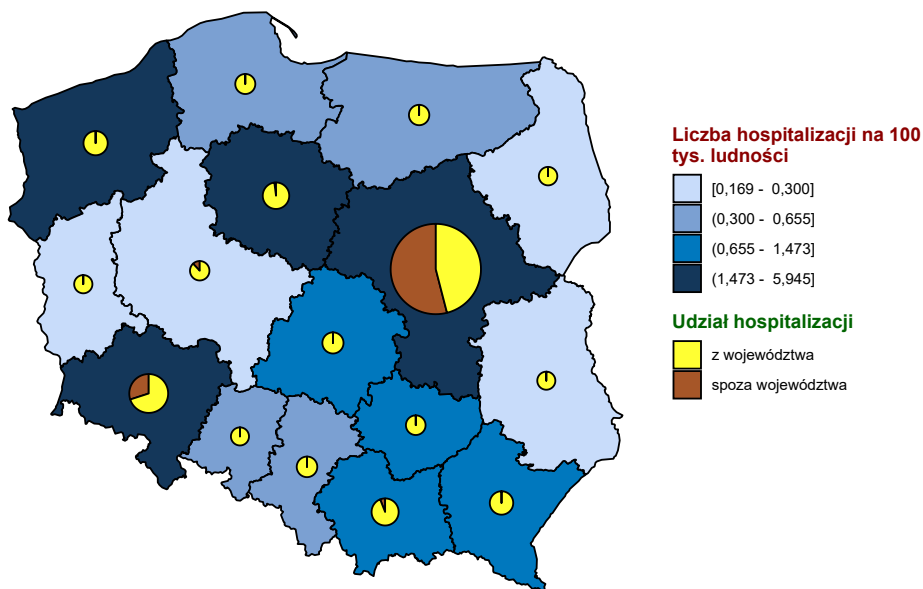 Liczba hospitalizacji na 100
tys. ludności
[0,169 - 0,300]
(0,300 - 0,655]
(0,655 - 1,473]
(1,473 - 5,945]
Udział hospitalizacji
z województwa
spoza województwa